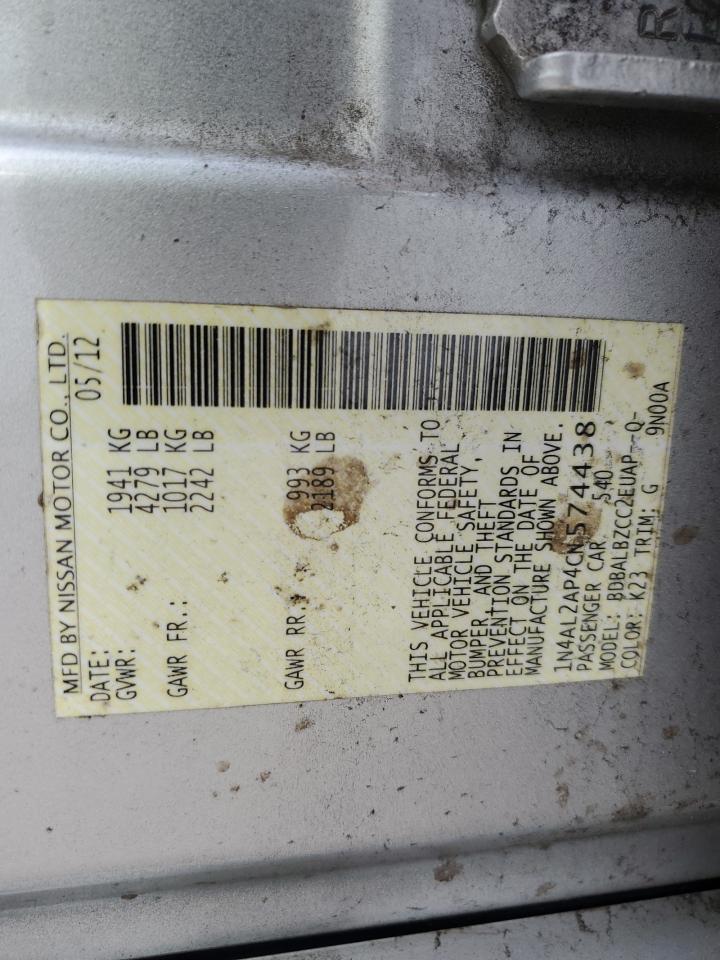 MFD BY NISSAN MOTOR CO., LTD.
DATE: 05/12
GVWR: 1941 KG
4279 LB
GAWR FR.: 1017 KG
2242 LB
GAWR RR.: 993 KG
2189 LB
THIS VEHICLE CONFORMS TO
ALL APPLICABLE FEDERAL
MOTOR VEHICLE SAFETY,
BUMPER, AND THEFT
PREVENTION STANDARDS IN
EFFECT ON THE DATE OF
MANUFACTURE SHOWN ABOVE.
1N4AL2AP4CN574438
PASSENGER CAR 540
MODEL: BDBALBZCC2EUAP--Q-
COLOR: K23 TRIM: G 9N00A